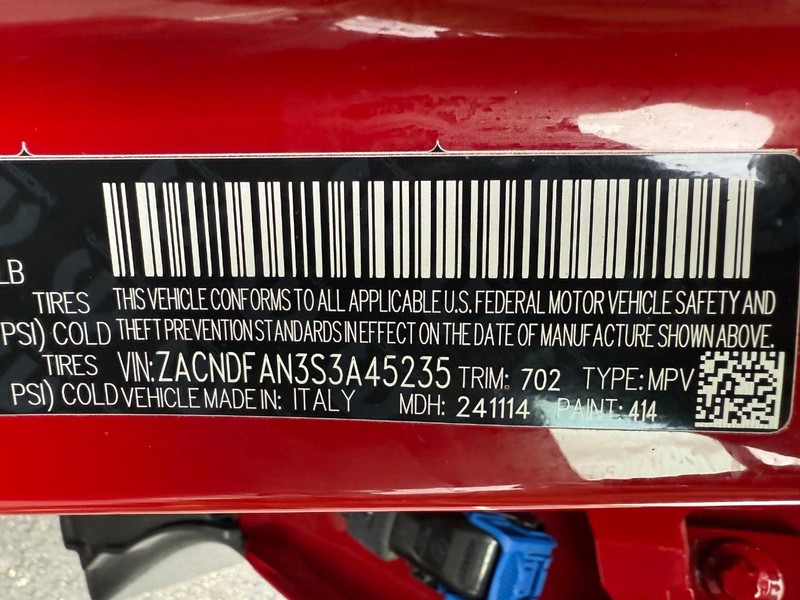 LB
THIS VEHICLE CONFORMS TO ALL APPLICABLE U.S. FEDERAL MOTOR VEHICLE SAFETY AND
TIRES
THEFT PREVENTION STANDARDS IN EFFECT ON THE DATE OF MANUFACTURE SHOWN ABOVE.
PSI) COLD
VIN:ZACNDFAN3S3A45235 TRIM: 702 TYPE: MPV
TIRES
VEHICLE MADE IN: ITALY MDH: 241114 PAINT: 414
PSI) COLD